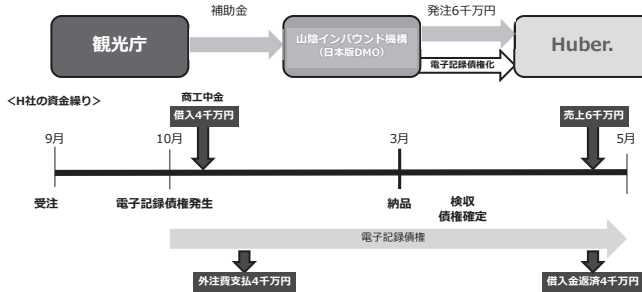 補助金
発注6千万円
観光庁
山陰インバウンド機構
(日本版DMO)
電子記録債権化
Huber.
<H社の資金繰り>
商工中金
借入4千万円
売上6千万円
9月
10月
3月
5月
受注
電子記録債権発生
納品
検収
債権確定
電子記録債権
外注費支払4千万円
借入金返済4千万円